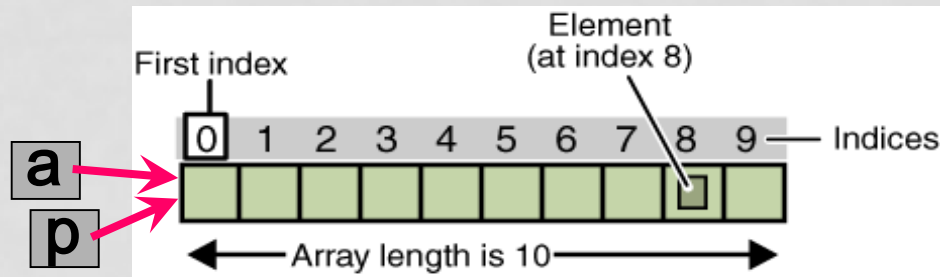 Element
(at index 8)
First index
0 1 2 3 4 5 6 7 8 9 Indices
a
p
Array length is 10